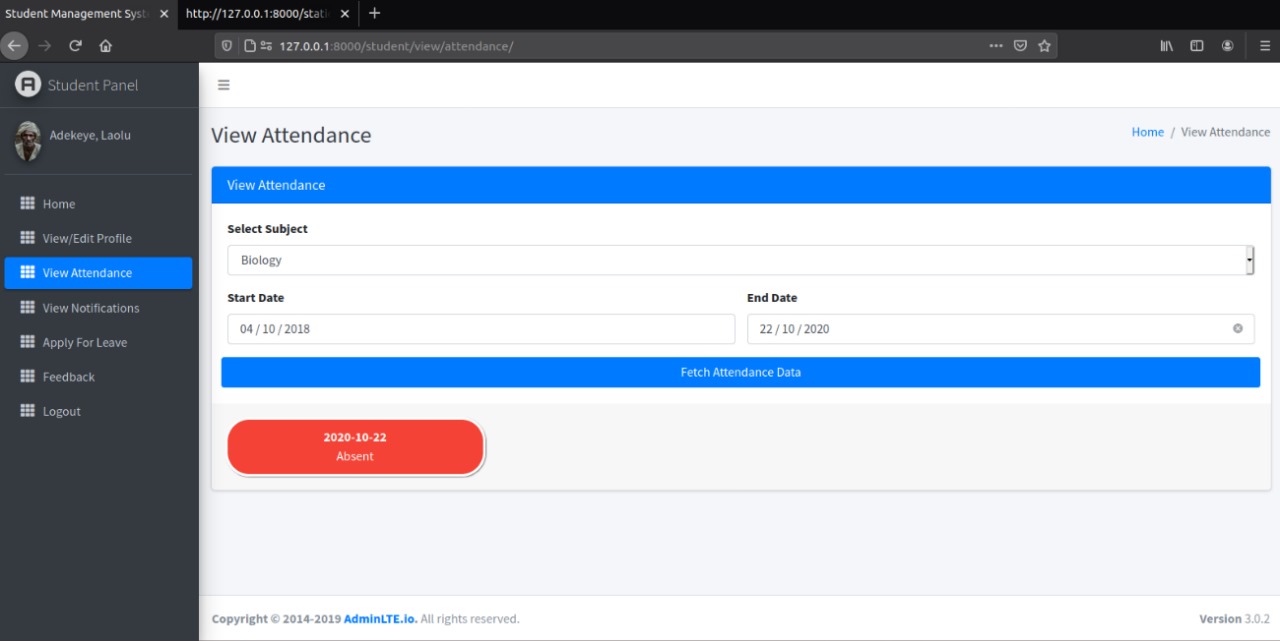 Student Management Syst
http://127.0.0.1:8000/stati
127.0.0.1:8000/student/view/attendance/
Student Panel
Adekeye, Laolu
Home
View/Edit Profile
View Attendance
View Notifications
Apply For Leave
Feedback
Logout
View Attendance
Home / View Attendance
View Attendance
Select Subject
Biology
Start Date
End Date
04 / 10 / 2018
22 / 10 / 2020
Fetch Attendance Data
2020-10-22
Absent
Copyright © 2014-2019 AdminLTE.io. All rights reserved.
Version 3.0.2